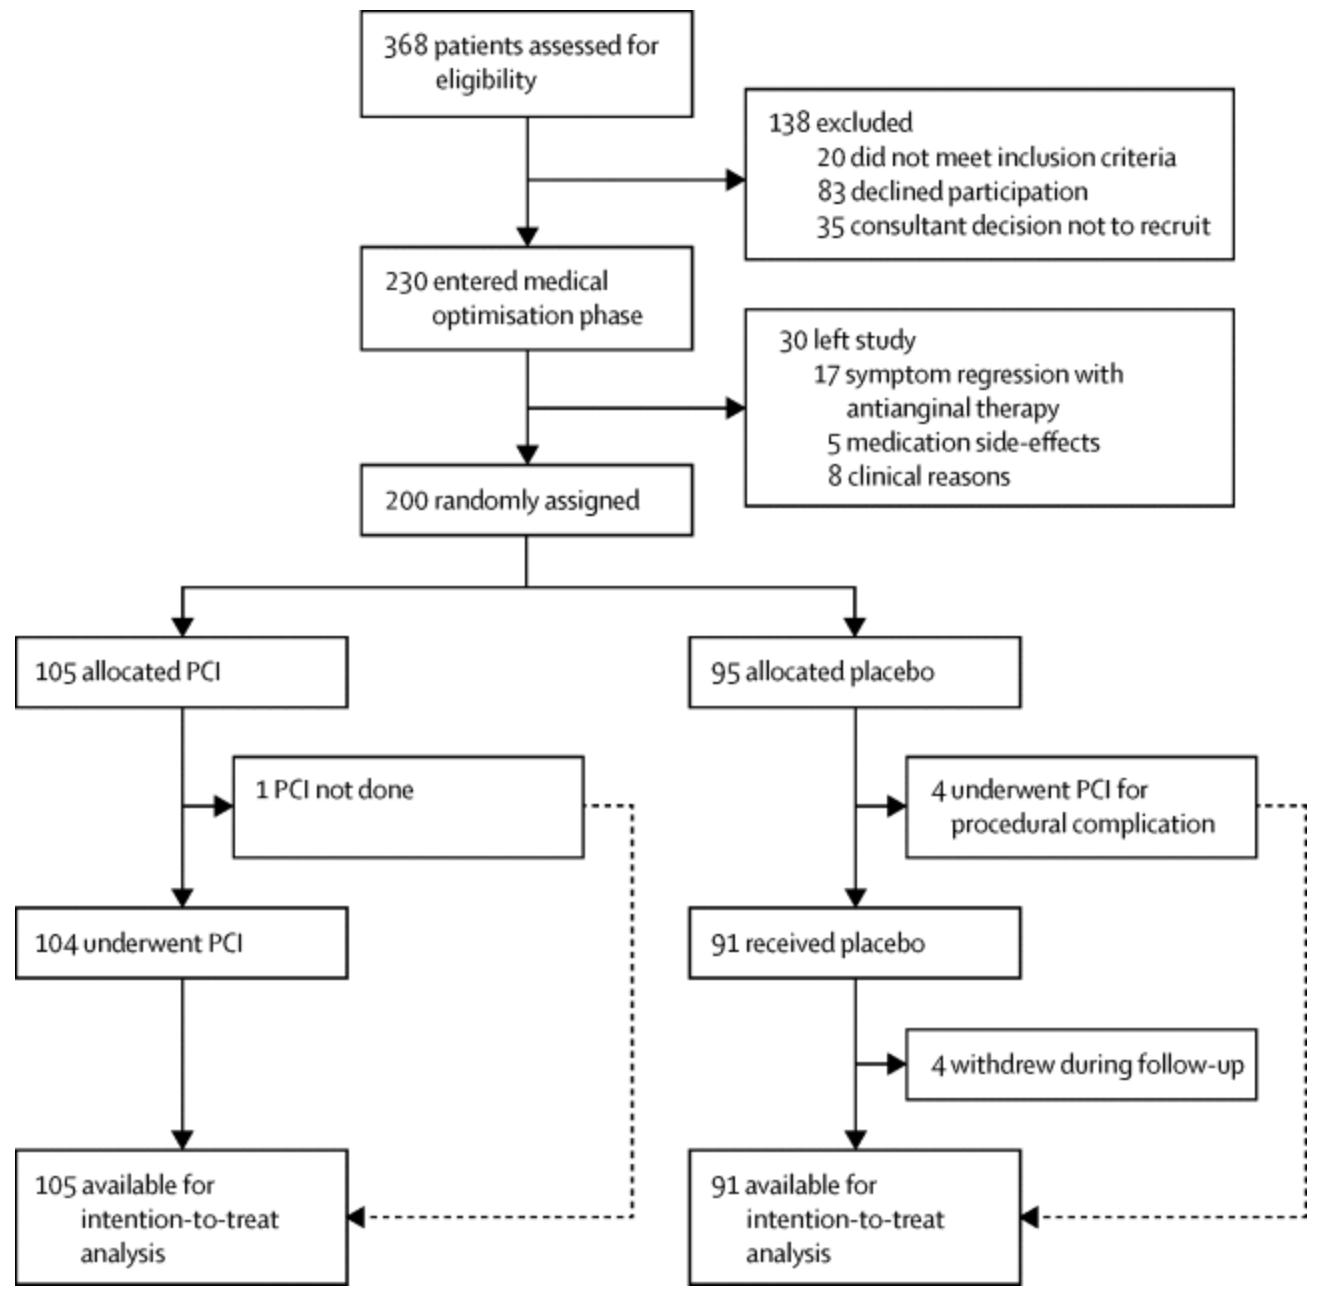 368 patients assessed for
eligibility
138 excluded
20 did not meet inclusion criteria
83 declined participation
35 consultant decision not to recruit
230 entered medical
optimisation phase
30 left study
17 symptom regression with
antianginal therapy
5 medication side-effects
8 clinical reasons
200 randomly assigned
105 allocated PCI
95 allocated placebo
1 PCI not done
4 underwent PCI for
procedural complication
104 underwent PCI
91 received placebo
4 withdrew during follow-up
105 available for
intention-to-treat
analysis
91 available for
intention-to-treat
analysis